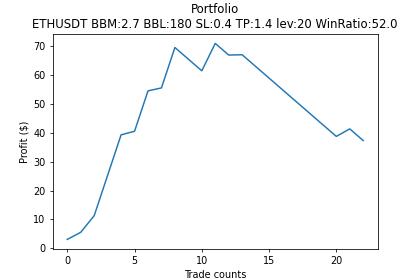 Portfolio
ETHUSDT BBM:2.7 BBL:180 SL:0.4 TP:1.4 lev:20 WinRatio:52.0
Profit ($)
70
60
50
40
30
20
10
0
0 5 10 15 20
Trade counts